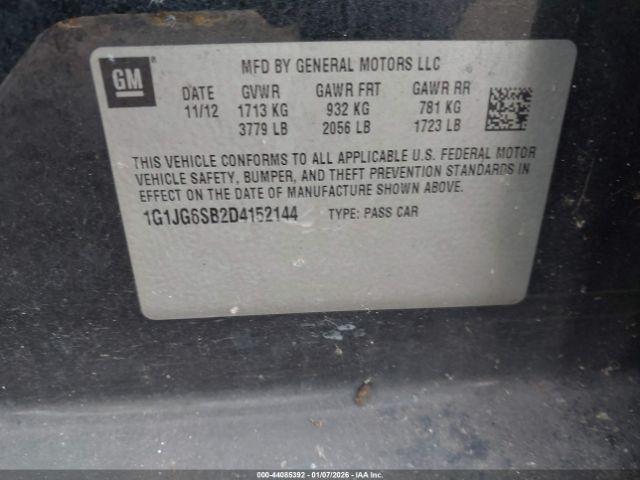 GM
MFD BY GENERAL MOTORS LLC
DATE GVWR GAWR FRT GAWR RR
11/12 1713 KG 932 KG 781 KG
3779 LB 2056 LB 1723 LB
THIS VEHICLE CONFORMS TO ALL APPLICABLE U.S. FEDERAL MOTOR
VEHICLE SAFETY, BUMPER, AND THEFT PREVENTION STANDARDS IN
EFFECT ON THE DATE OF MANUFACTURE SHOWN ABOVE.
1G1JG6SB2D4152144 TYPE: PASS CAR
000-44085392 - 01/07/2026 - IAA Inc.